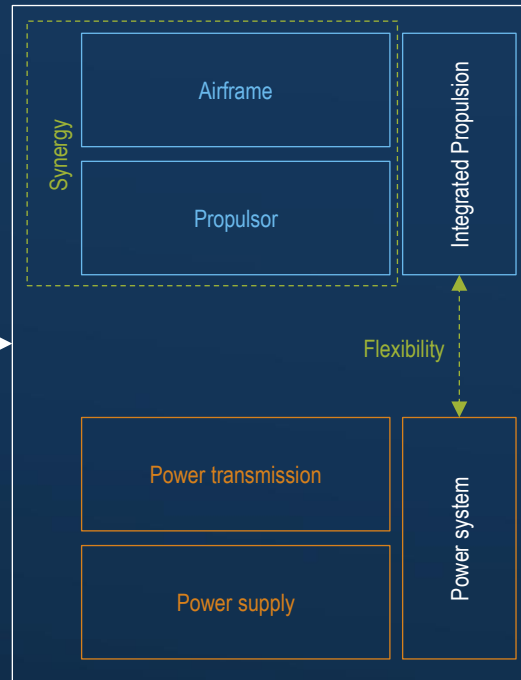 Synergy
Airframe
Propulsor
Integrated Propulsion
Flexibility
Power transmission
Power supply
Power system